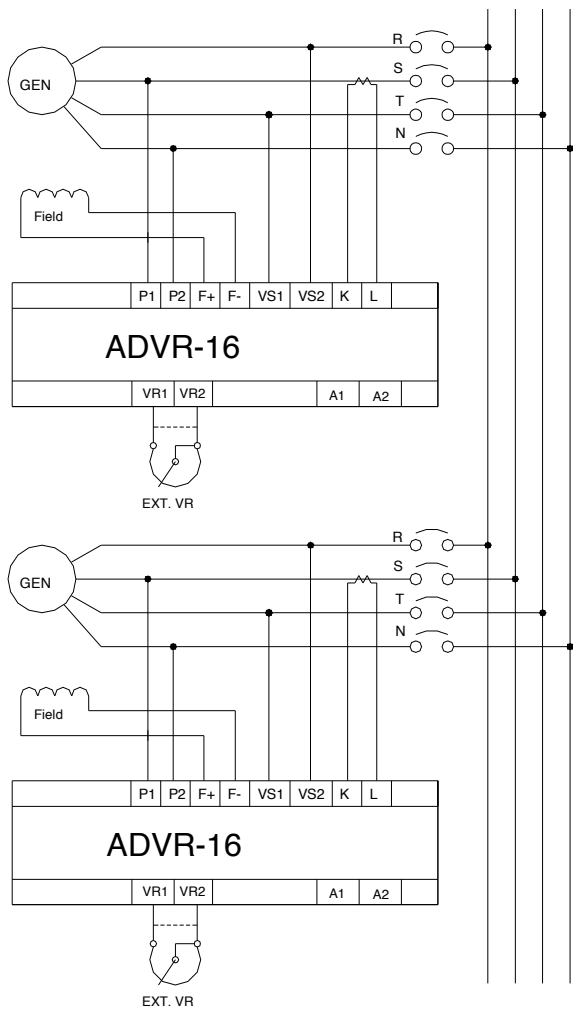 R
S
GEN
T
N
Field
P1 P2 F+ F- VS1 VS2 K L
ADVR-16
VR1 VR2 A1 A2
EXT. VR
R
S
GEN
T
N
Field
P1 P2 F+ F- VS1 VS2 K L
ADVR-16
VR1 VR2 A1 A2
EXT. VR